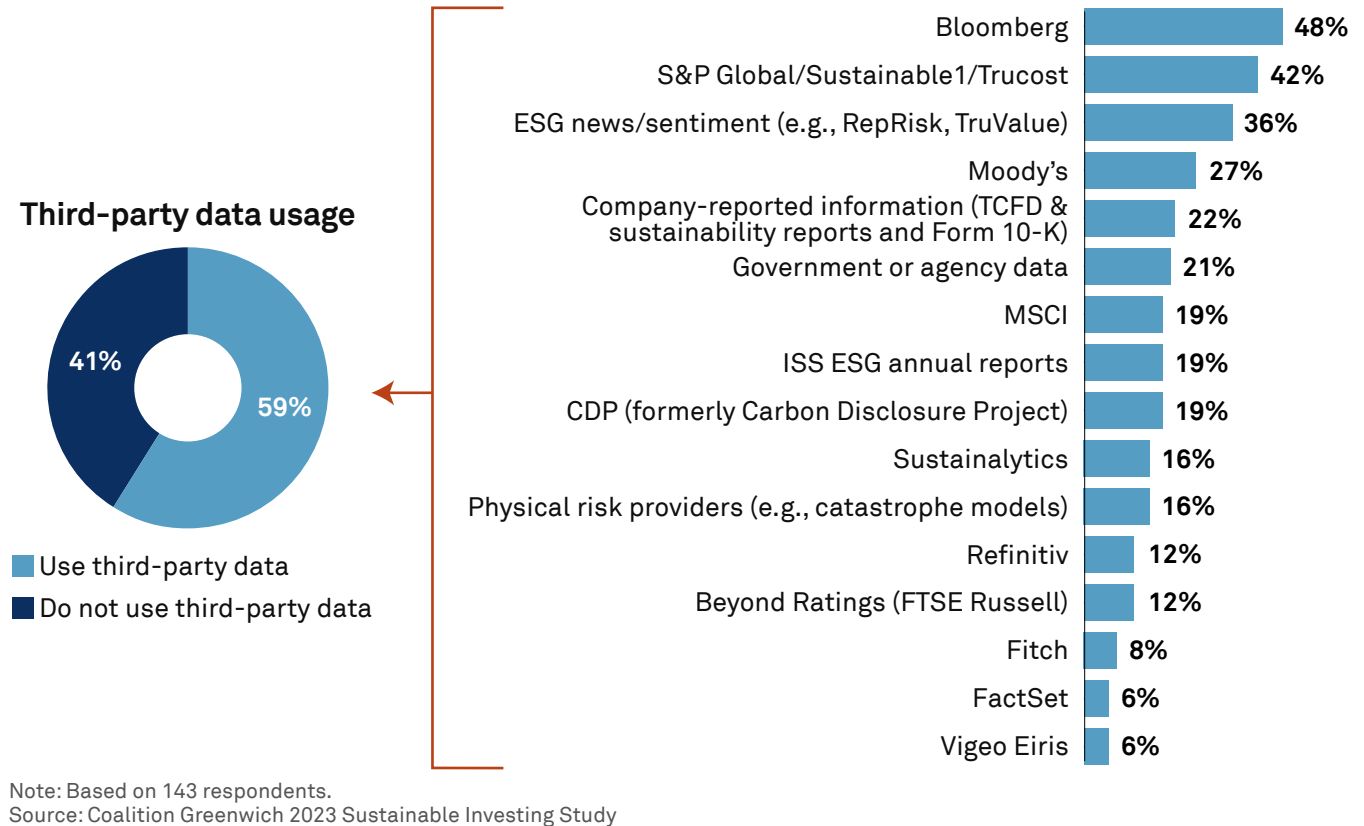 Third-party data usage
41%
59%
Use third-party data
Do not use third-party data
Bloomberg 48%
S&P Global/Sustainable1/Trucost 42%
ESG news/sentiment (e.g., RepRisk, TruValue) 36%
Moody’s 27%
Company-reported information (TCFD &
sustainability reports and Form 10-K) 22%
Government or agency data 21%
MSCI 19%
ISS ESG annual reports 19%
CDP (formerly Carbon Disclosure Project) 19%
Sustainalytics 16%
Physical risk providers (e.g., catastrophe models) 16%
Refinitiv 12%
Beyond Ratings (FTSE Russell) 12%
Fitch 8%
FactSet 6%
Vigeo Eiris 6%
Note: Based on 143 respondents.
Source: Coalition Greenwich 2023 Sustainable Investing Study